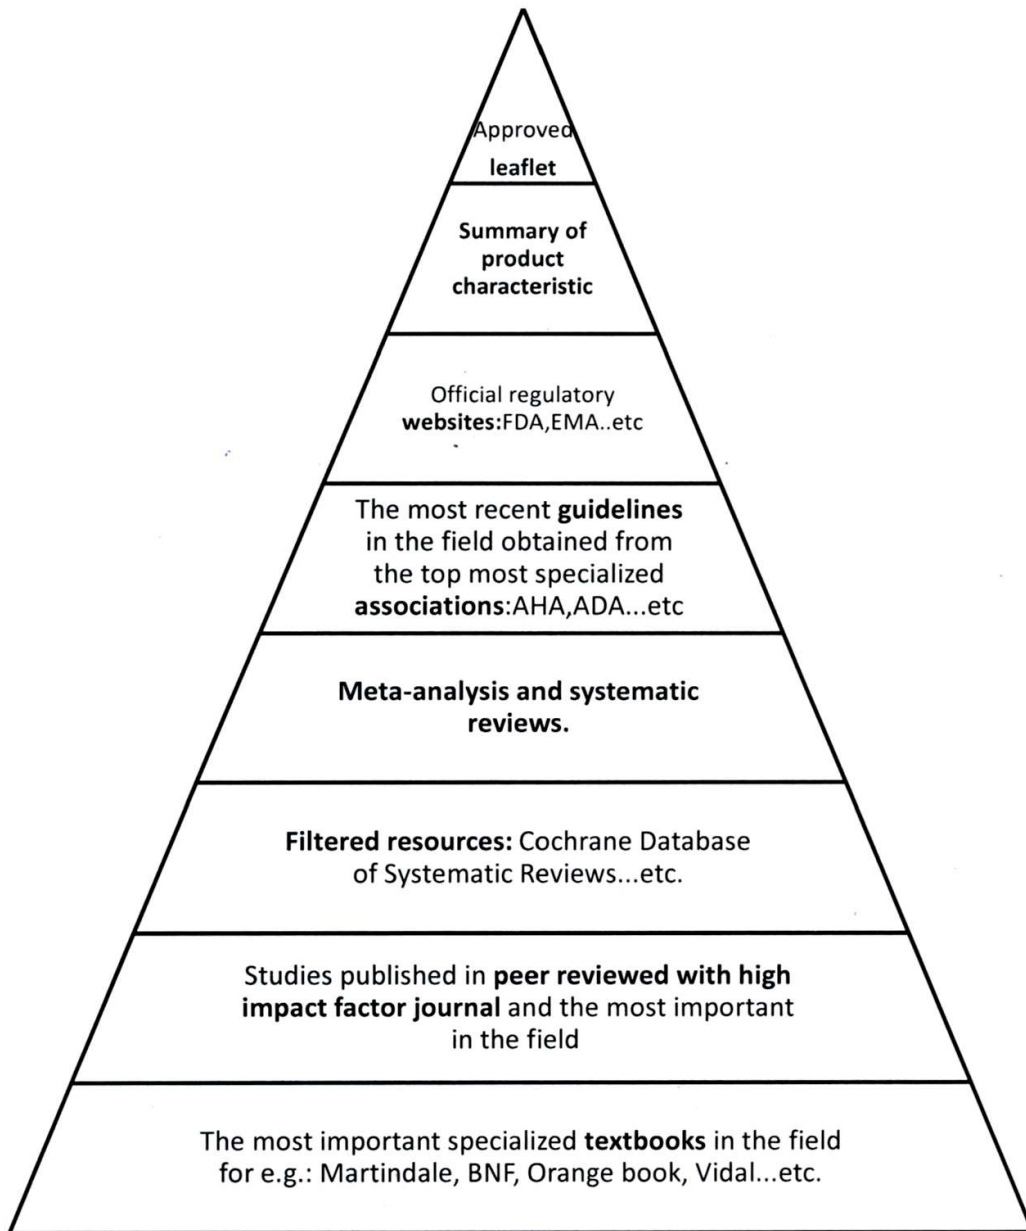 Approved
leaflet
Summary of
product
characteristic
Official regulatory
websites:FDA,EMA..etc
The most recent guidelines
in the field obtained from
the top most specialized
associations:AHA,ADA...etc
Meta-analysis and systematic
reviews.
Filtered resources: Cochrane Database
of Systematic Reviews...etc.
Studies published in peer reviewed with high
impact factor journal and the most important
in the field
The most important specialized textbooks in the field
for e.g.: Martindale, BNF, Orange book, Vidal...etc.